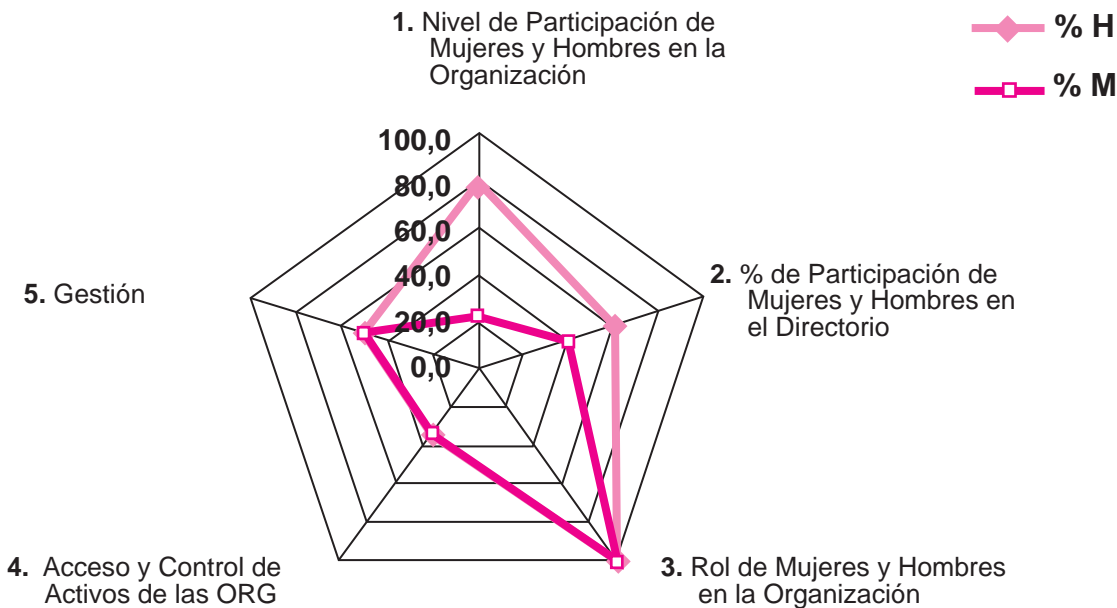 1. Nivel de Participación de
Mujeres y Hombres en la
Organización
% H
% M
100,0
80,0
60,0
40,0
20,0
0,0
2. % de Participación de
Mujeres y Hombres en
el Directorio
5. Gestión
4. Acceso y Control de
Activos de las ORG
3. Rol de Mujeres y Hombres
en la Organización